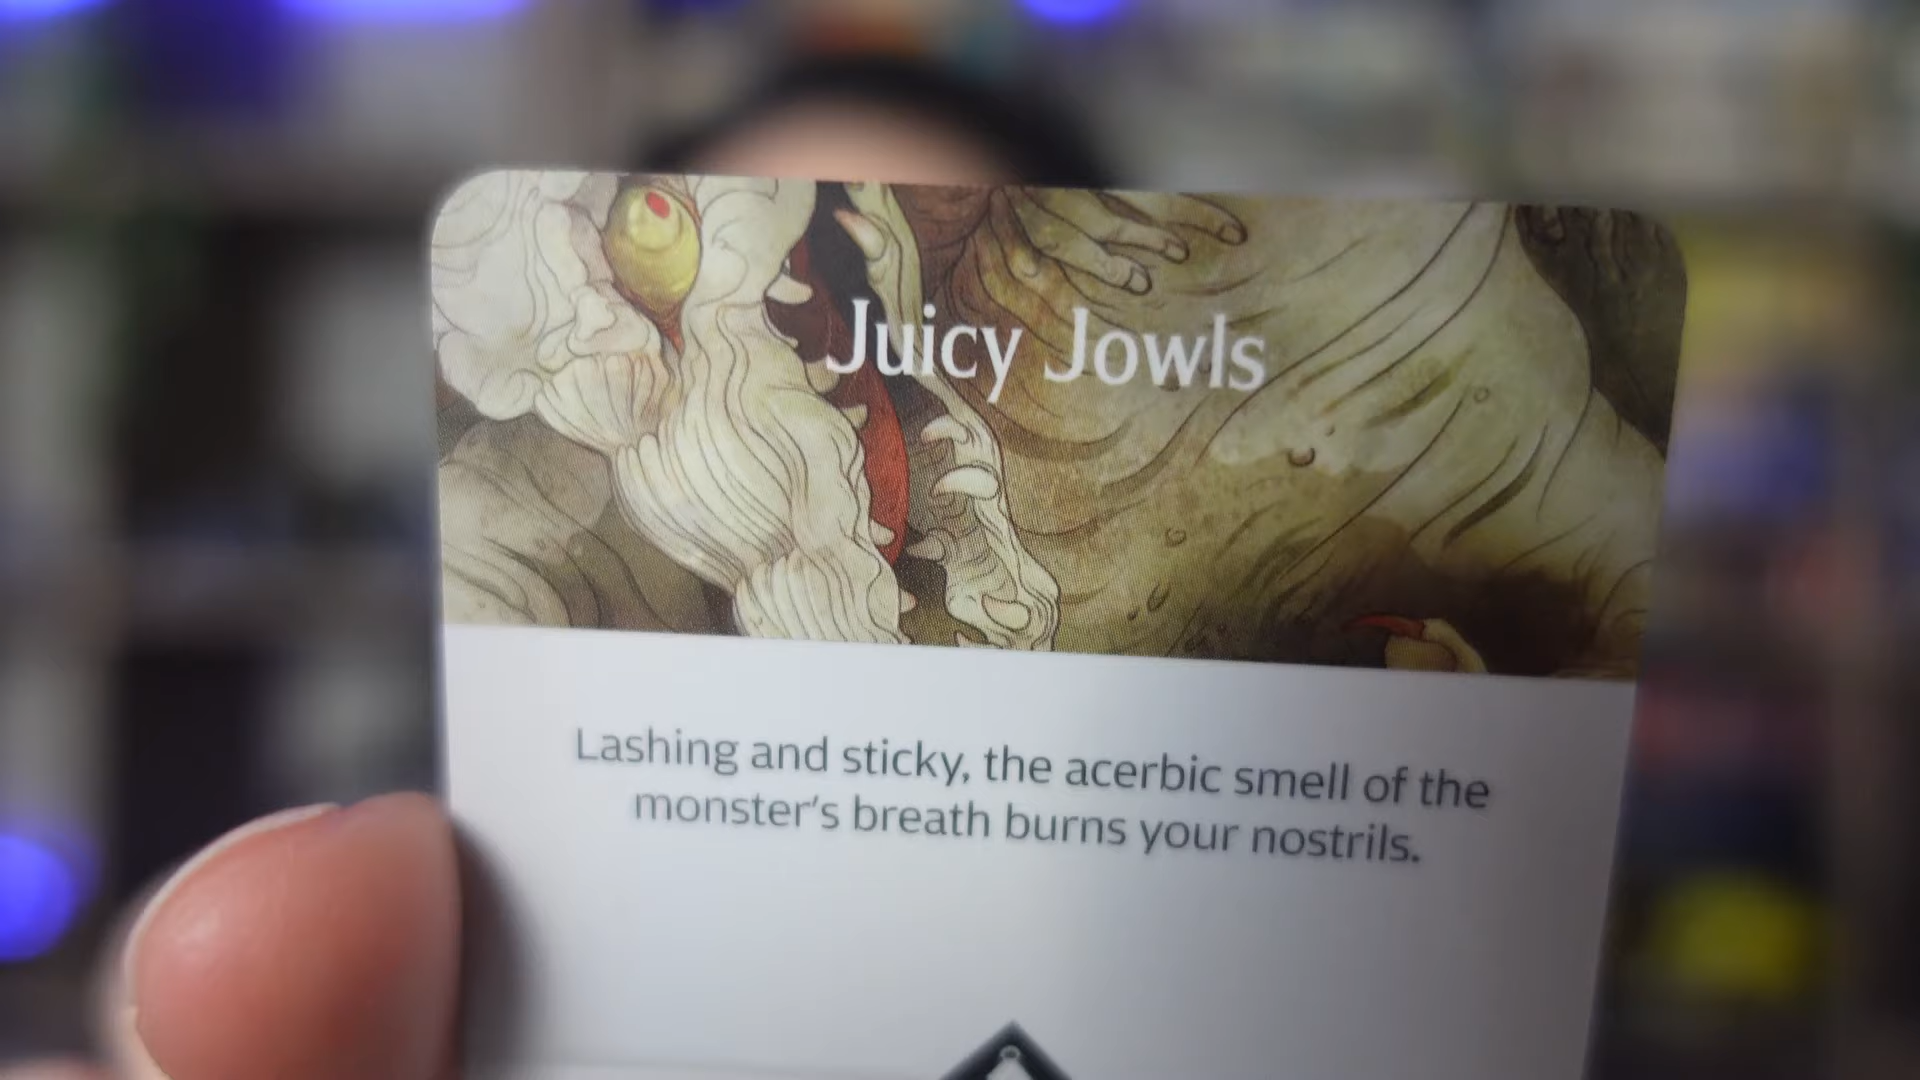 Juicy Jowls
Lashing and sticky, the acerbic smell of the
monster's breath burns your nostrils.